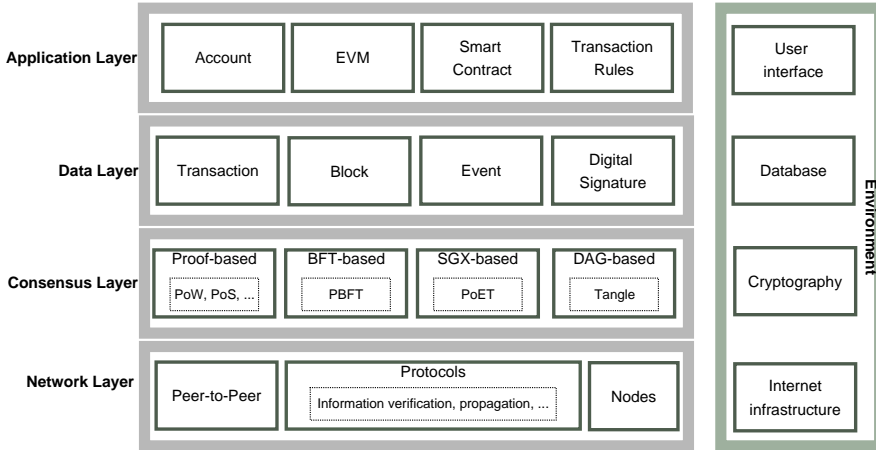 Application Layer
Account
EVM
Smart
Contract
Transaction
Rules
Data Layer
Transaction
Block
Event
Digital
Signature
Consensus Layer
Proof-based
PoW, PoS, ...
BFT-based
PBFT
SGX-based
PoET
DAG-based
Tangle
Network Layer
Peer-to-Peer
Protocols
Information verification, propagation, ...
Nodes
User
interface
Database
Cryptography
Internet
infrastructure
Environment